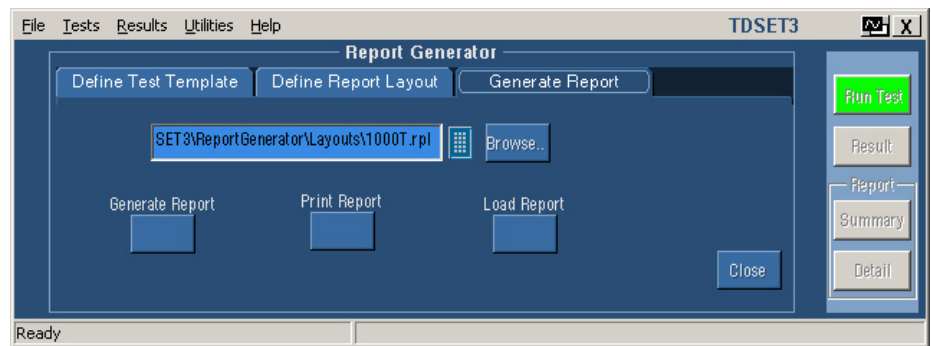 File Tests Results Utilities Help TDSET3 X
Report Generator
Define Test Template Define Report Layout Generate Report
Run Test
SET3\ReportGenerator\Layouts\1000T.rpl Browse..
Result
Report
Generate Report Print Report Load Report
Summary
Close
Detail
Ready